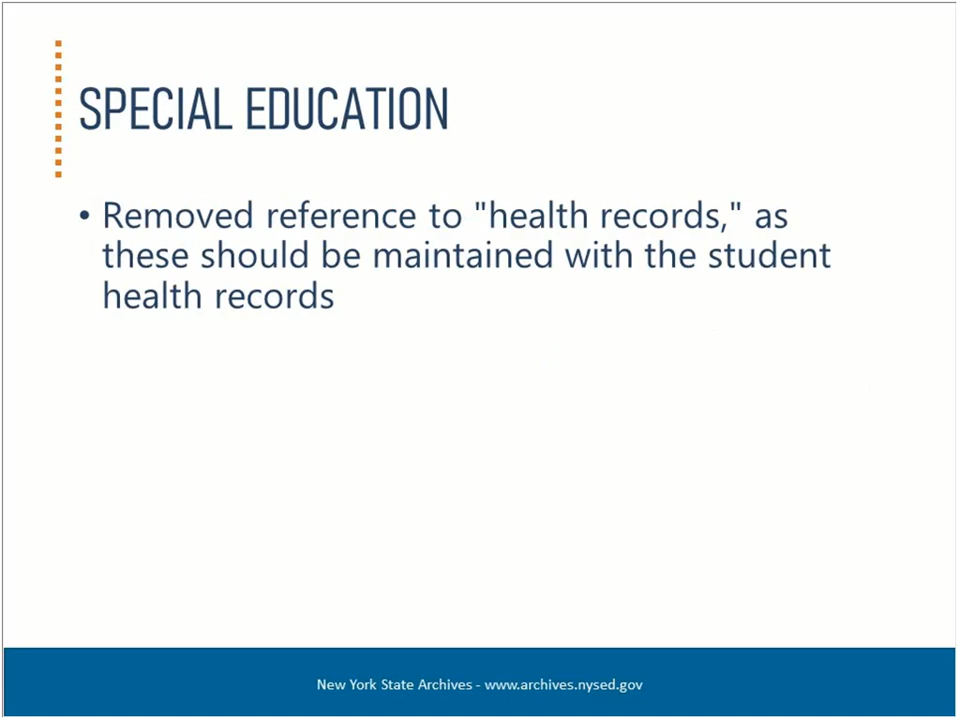 SPECIAL EDUCATION
• Removed reference to "health records," as
these should be maintained with the student
health records
New York State Archives - www.archives.nysed.gov